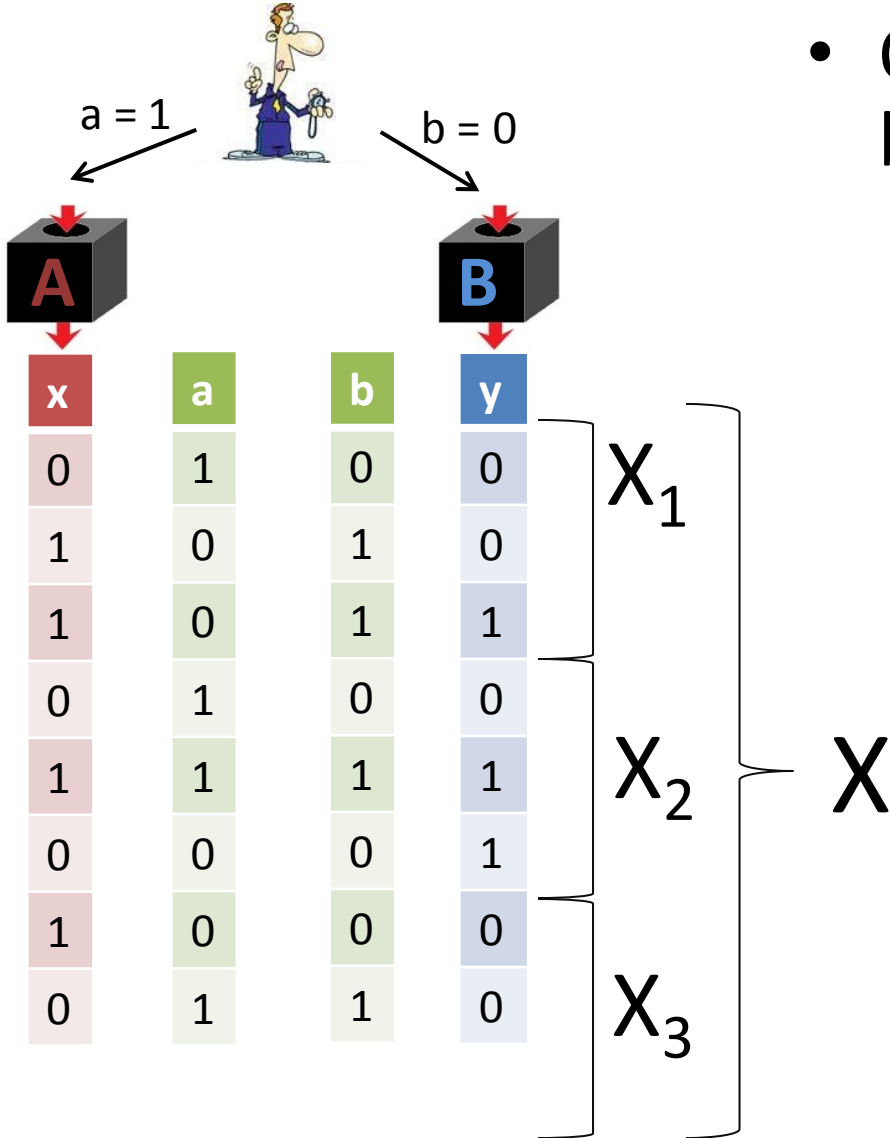 a = 1
b = 0
A
B
x a b y
0 1 0 0
1 0 1 0
1 0 1 1
0 1 0 0
1 1 1 1
0 0 0 1
1 0 0 0
0 1 1 0
X₁
X₂
X
X₃